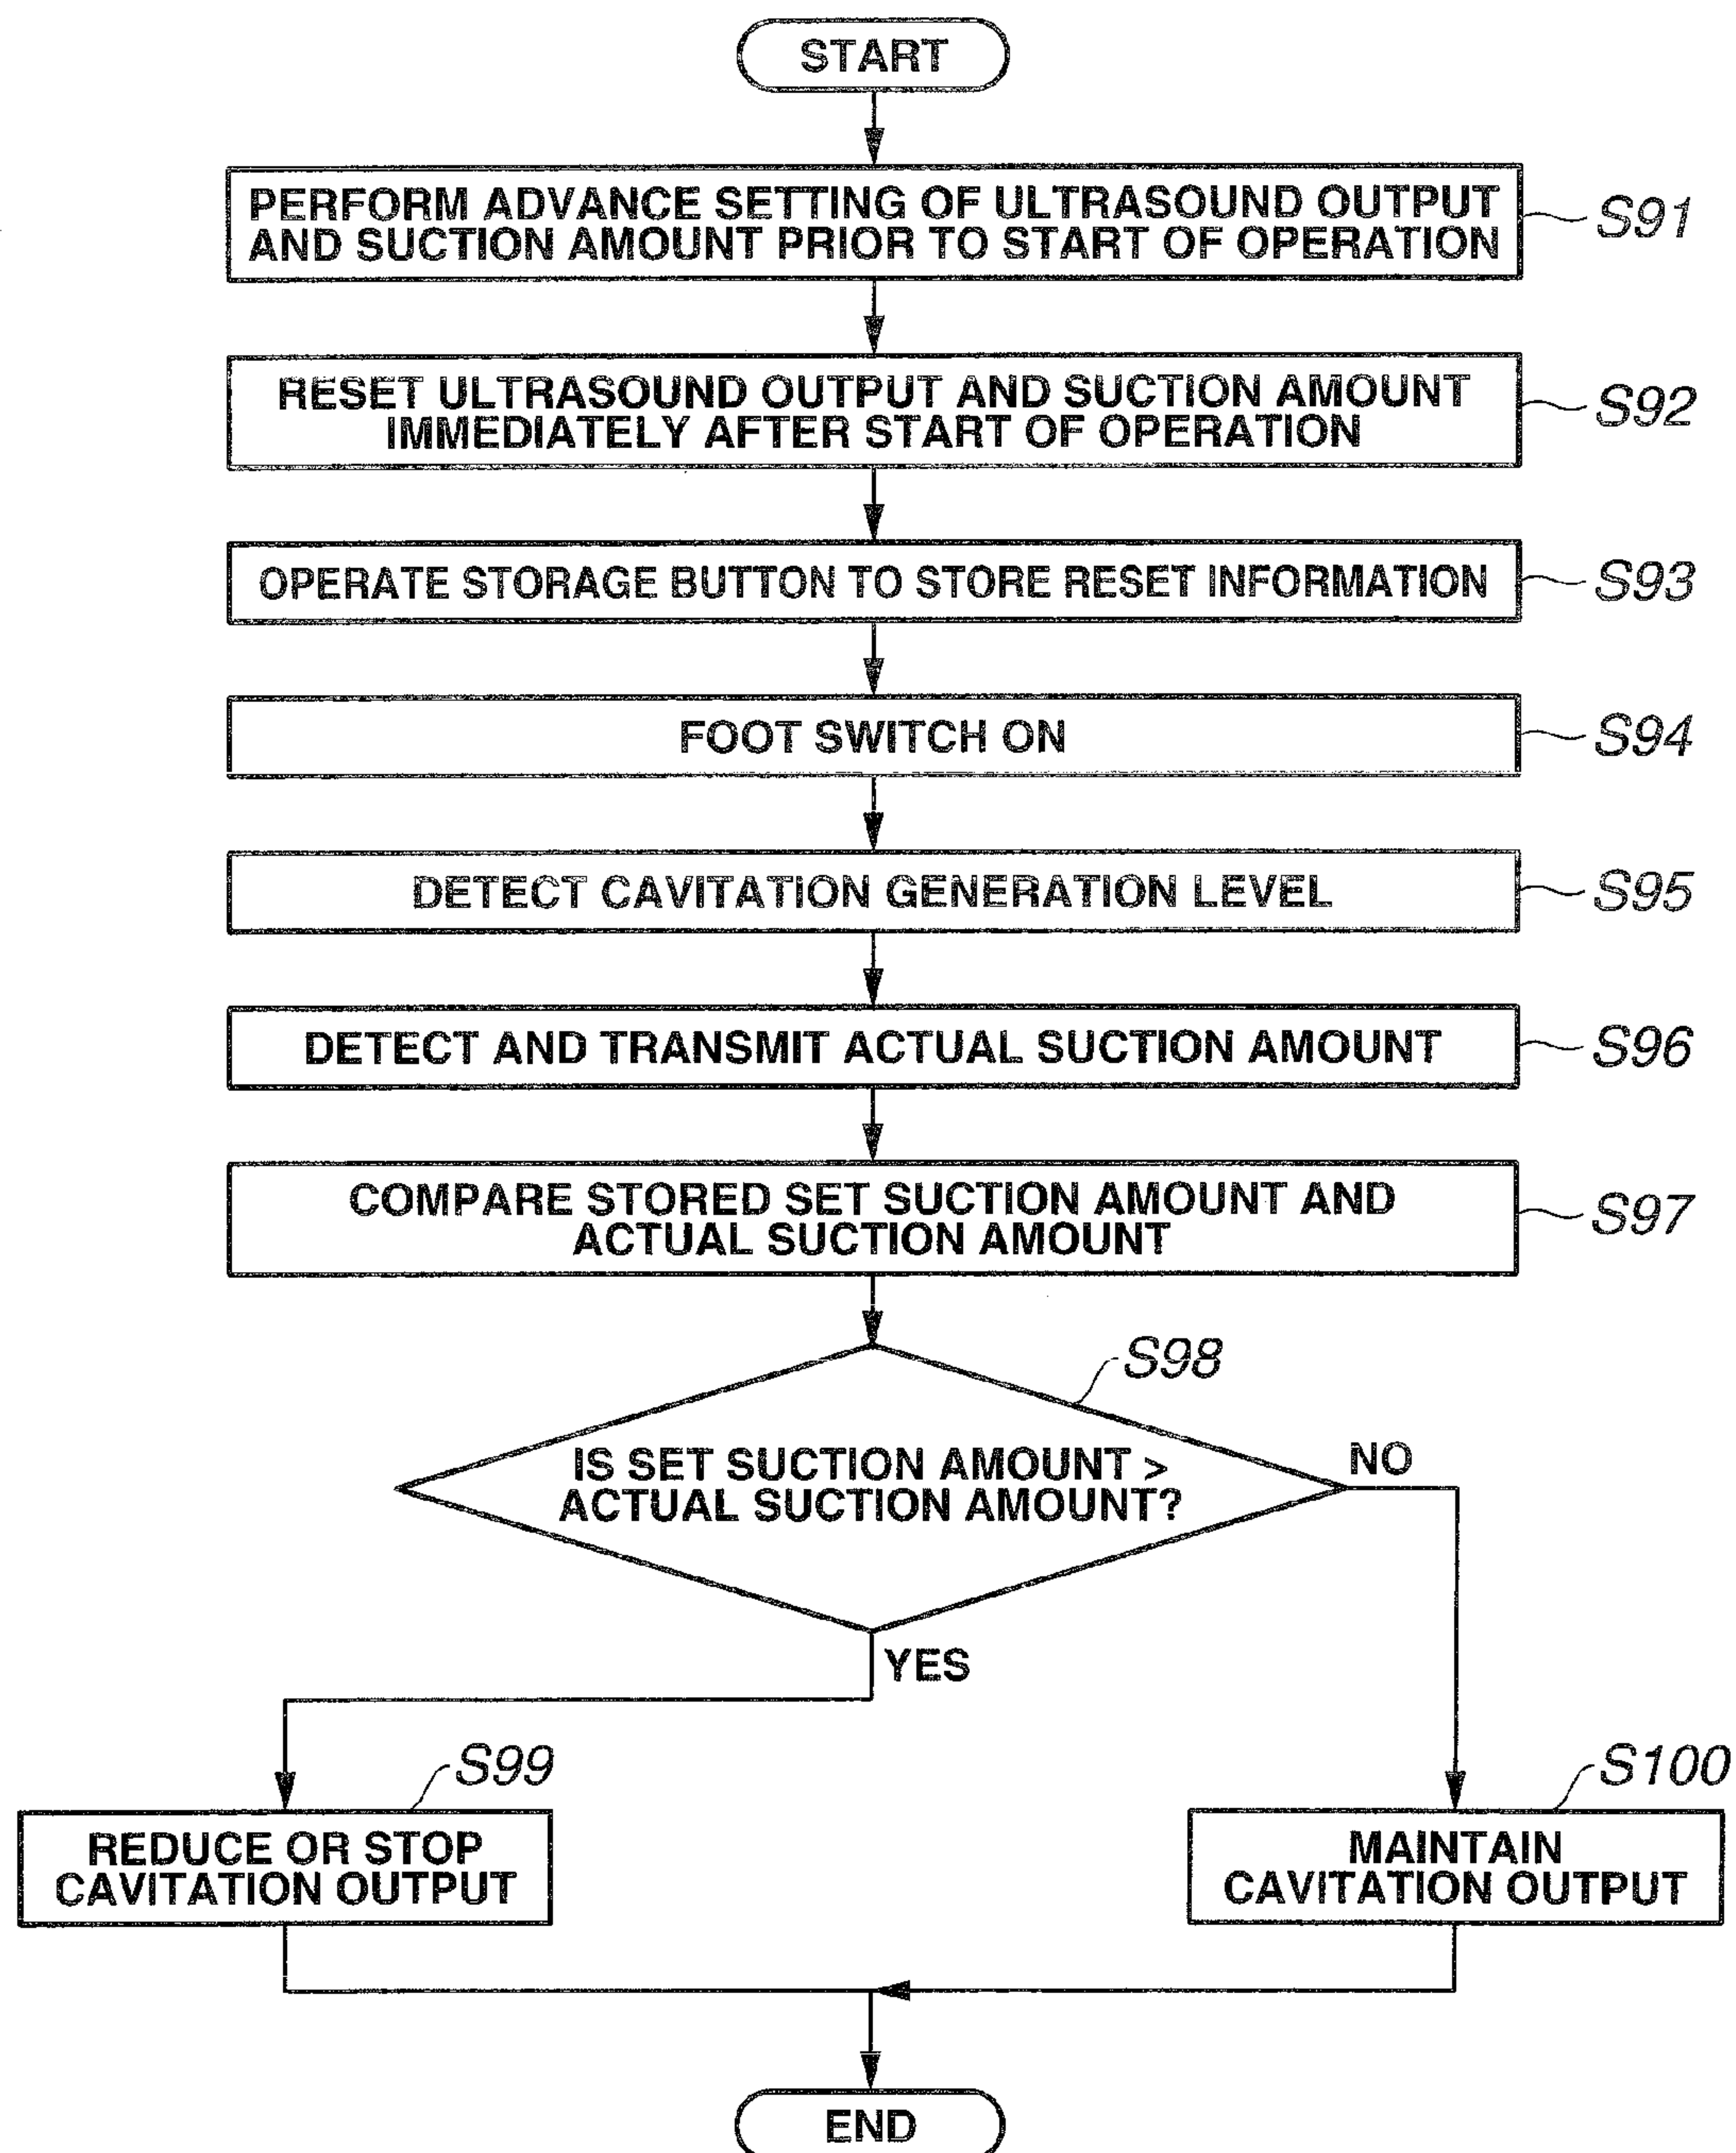 START
PERFORM ADVANCE SETTING OF ULTRASOUND OUTPUT
AND SUCTION AMOUNT PRIOR TO START OF OPERATION
S91
RESET ULTRASOUND OUTPUT AND SUCTION AMOUNT
IMMEDIATELY AFTER START OF OPERATION
S92
OPERATE STORAGE BUTTON TO STORE RESET INFORMATION
S93
FOOT SWITCH ON
S94
DETECT CAVITATION GENERATION LEVEL
S95
DETECT AND TRANSMIT ACTUAL SUCTION AMOUNT
S96
COMPARE STORED SET SUCTION AMOUNT AND
ACTUAL SUCTION AMOUNT
S97
S98
IS SET SUCTION AMOUNT >
ACTUAL SUCTION AMOUNT?
NO
YES
S99
REDUCE OR STOP
CAVITATION OUTPUT
S100
MAINTAIN
CAVITATION OUTPUT
END